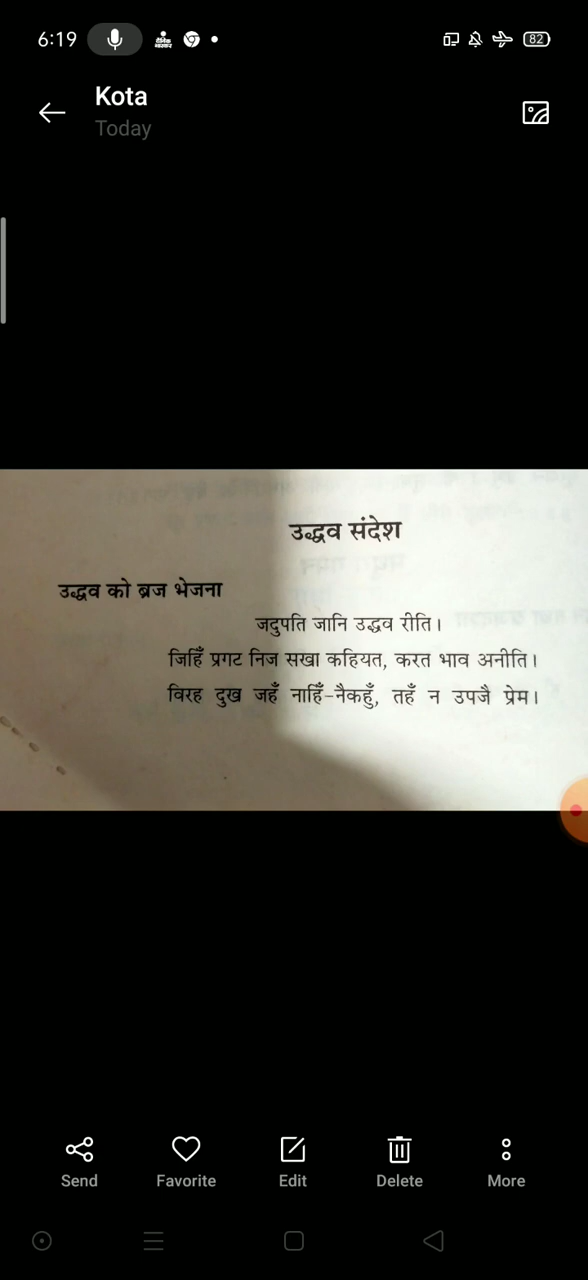 6:19
82
Kota
Today
उद्धव संदेश
उद्धव को ब्रज भेजना
जदुपति जानि उद्धव रीति।
जिहिँ प्रगट निज सखा कहियत, करत भाव अनीति।
विरह दुख जहँ नाहिँ-नैकहुँ, तहँ न उपजै प्रेम।
Send
Favorite
Edit
Delete
More